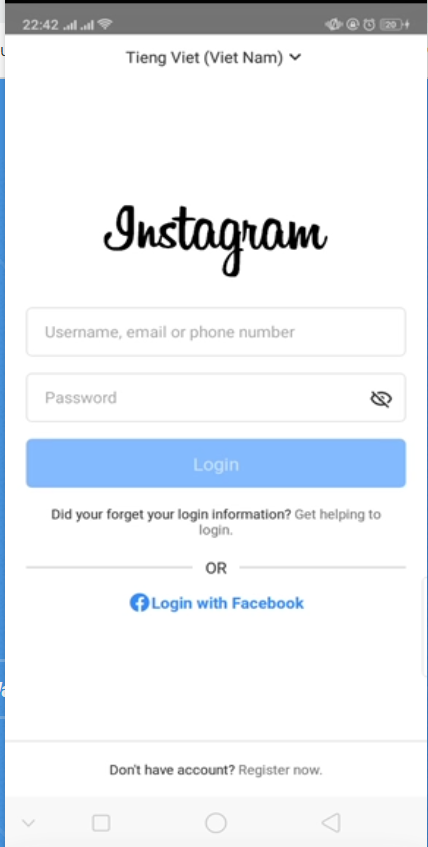 22:42
20
Tieng Viet (Viet Nam)
Instagram
Username, email or phone number
Password
Login
Did your forget your login information? Get helping to
login.
OR
Login with Facebook
Don't have account? Register now.